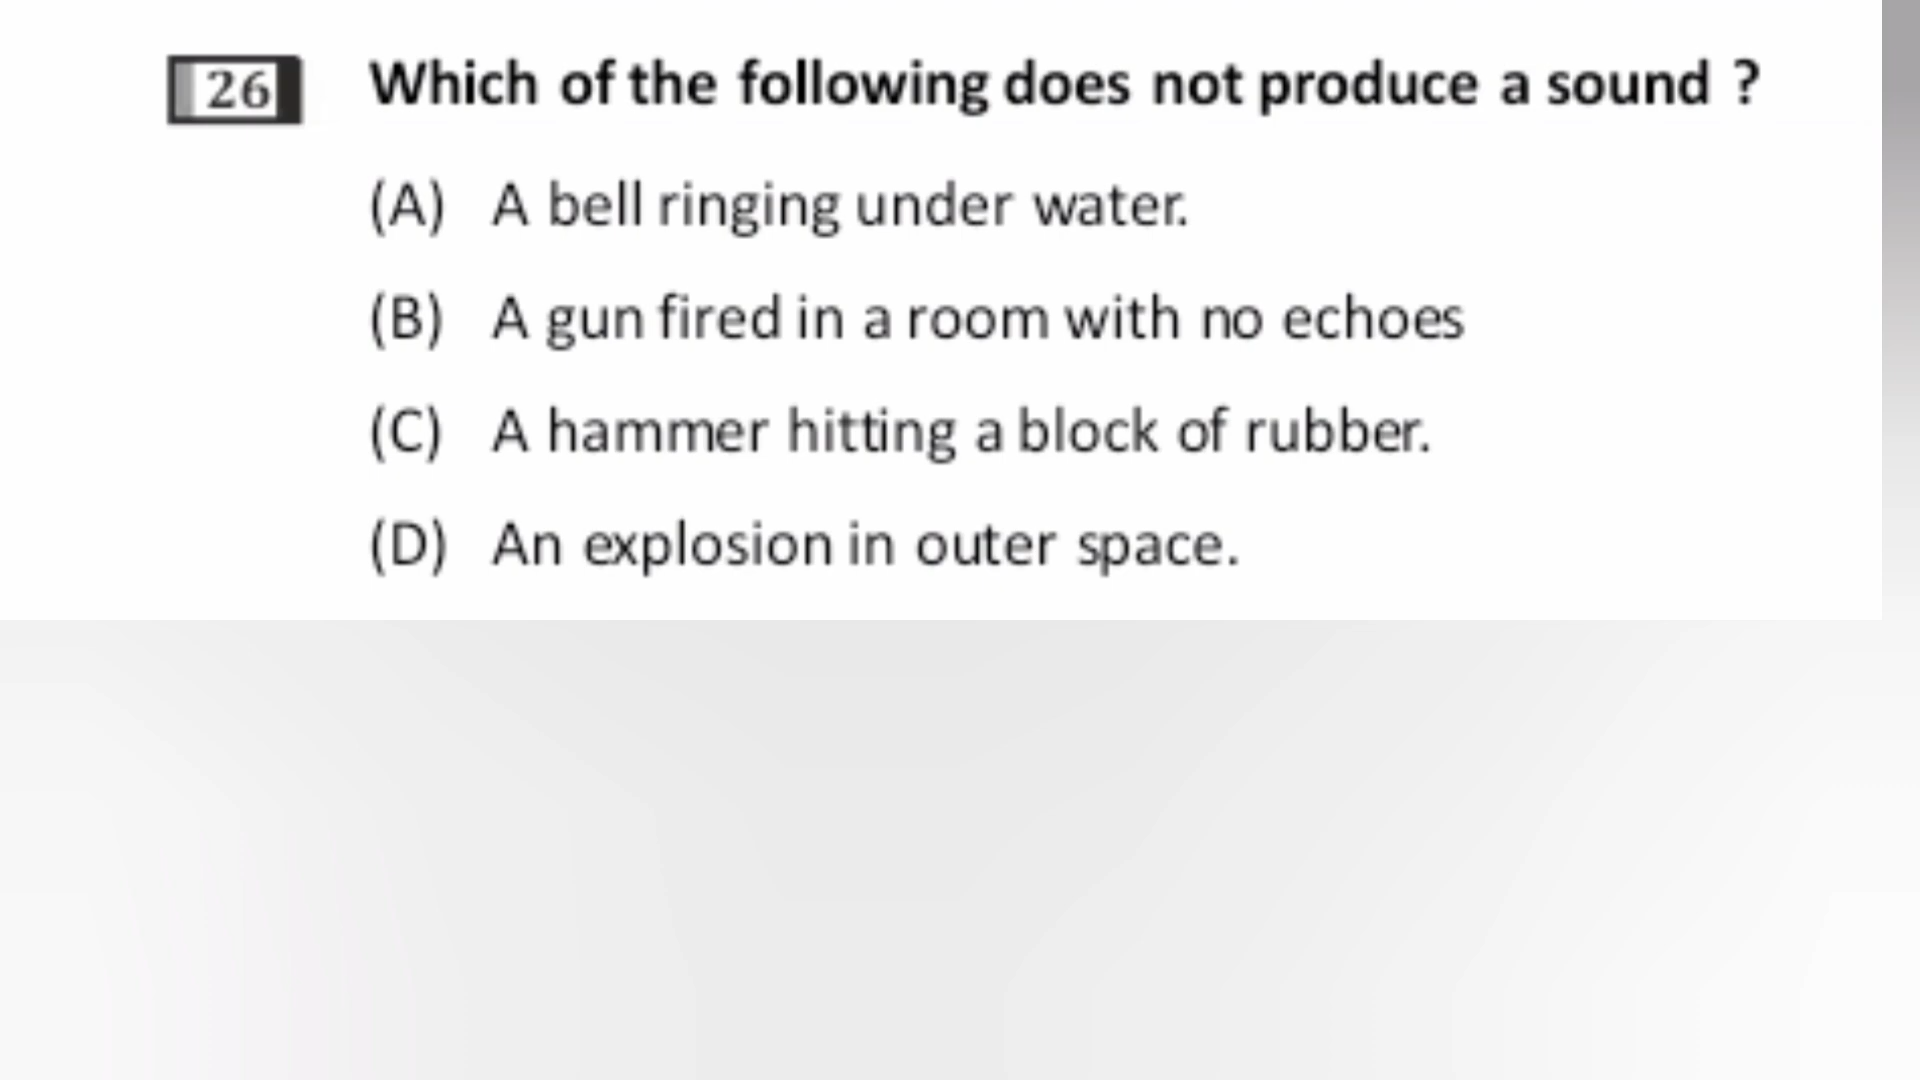 26 Which of the following does not produce a sound ?
(A) A bell ringing under water.
(B) A gun fired in a room with no echoes
(C) A hammer hitting a block of rubber.
(D) An explosion in outer space.